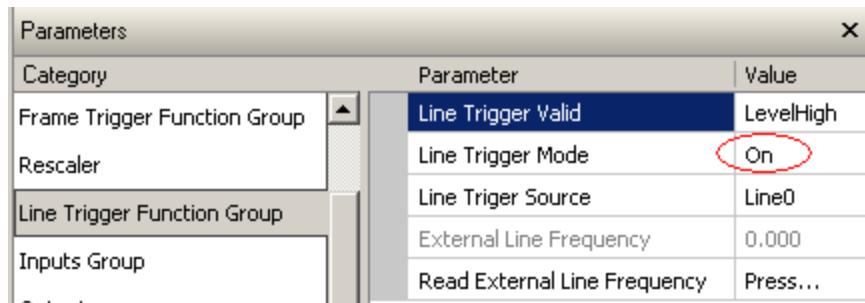 Parameters
Category
Parameter Value
Frame Trigger Function Group
Rescaler
Line Trigger Function Group
Inputs Group
Line Trigger Valid LevelHigh
Line Trigger Mode On
Line Triger Source Line0
External Line Frequency 0.000
Read External Line Frequency Press...